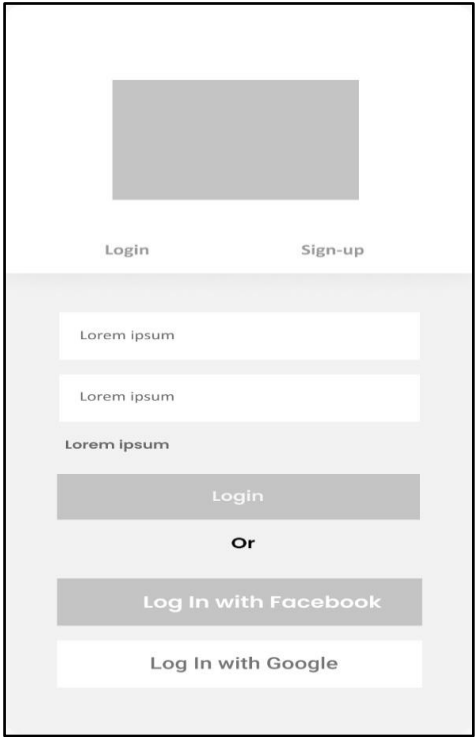 Login Sign-up
Lorem ipsum
Lorem ipsum
Lorem ipsum
Login
Or
Log In with Facebook
Log In with Google